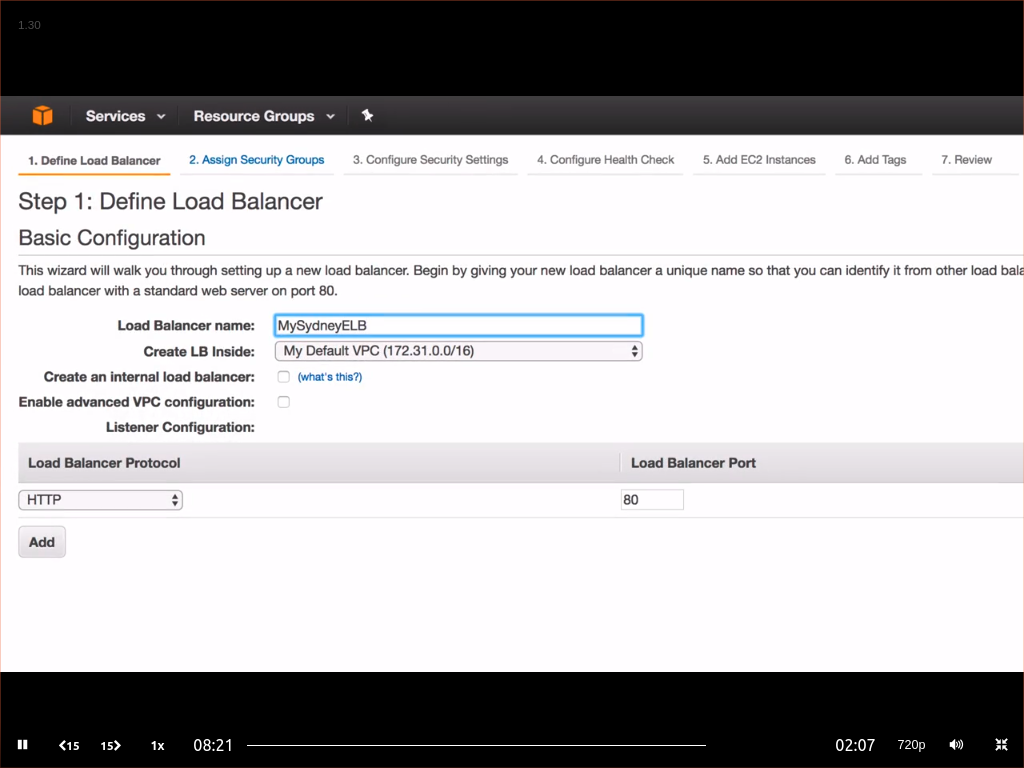 1.30
Services Resource Groups
1. Define Load Balancer 2. Assign Security Groups 3. Configure Security Settings 4. Configure Health Check 5. Add EC2 Instances 6. Add Tags 7. Review
Step 1: Define Load Balancer
Basic Configuration
This wizard will walk you through setting up a new load balancer. Begin by giving your new load balancer a unique name so that you can identify it from other load bala
load balancer with a standard web server on port 80.
Load Balancer name: MySydneyELB
Create LB Inside: My Default VPC (172.31.0.0/16)
Create an internal load balancer: (what's this?)
Enable advanced VPC configuration:
Listener Configuration:
Load Balancer Protocol Load Balancer Port
HTTP 80
Add
15 15 1x 08:21 02:07 720p